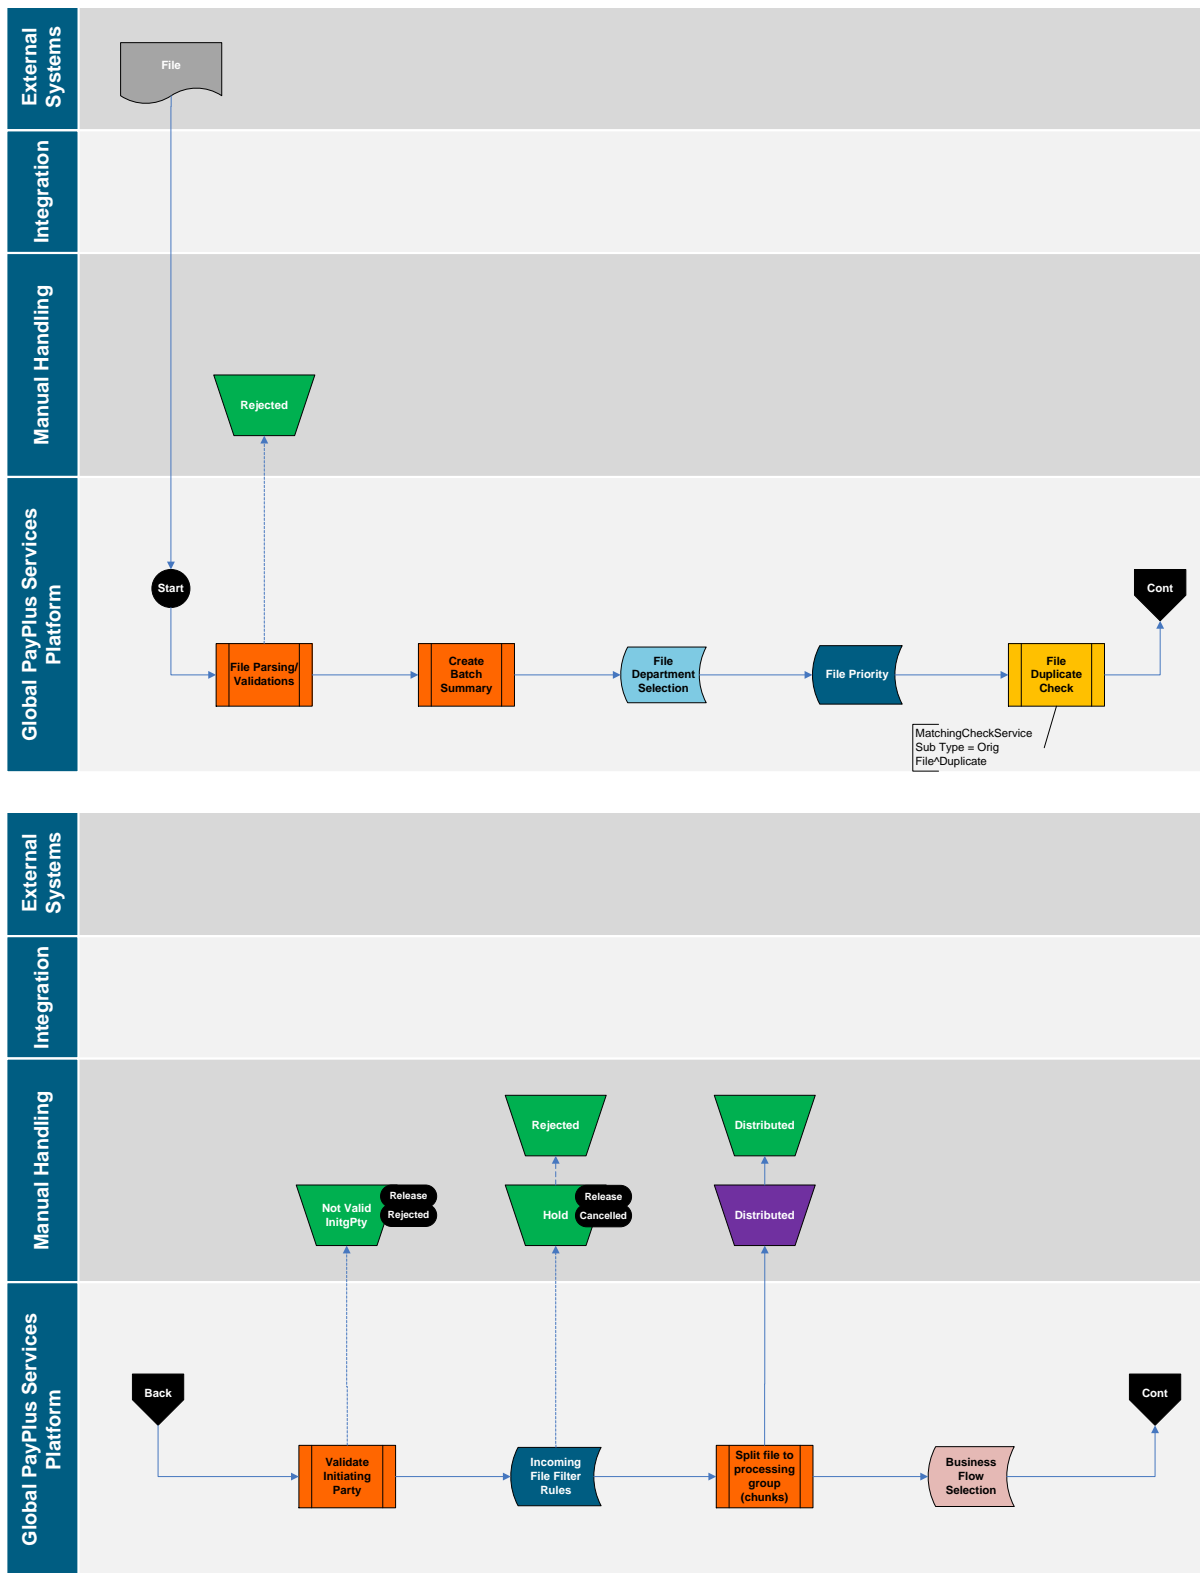 External
Systems
File
Integration
Manual Handling
Rejected
Global PayPlus Services
Platform
Start
Cont
File Parsing/
Validations
Create
Batch
Summary
File
Department
Selection
File Priority
File
Duplicate
Check
MatchingCheckService
Sub Type = Orig
File^Duplicate
External
Systems
Integration
Manual Handling
Rejected
Distributed
Not Valid
InitgPty
Release
Rejected
Hold
Release
Cancelled
Distributed
Global PayPlus Services
Platform
Back
Cont
Validate
Initiating
Party
Incoming
File Filter
Rules
Split file to
processing
group
(chunks)
Business
Flow
Selection